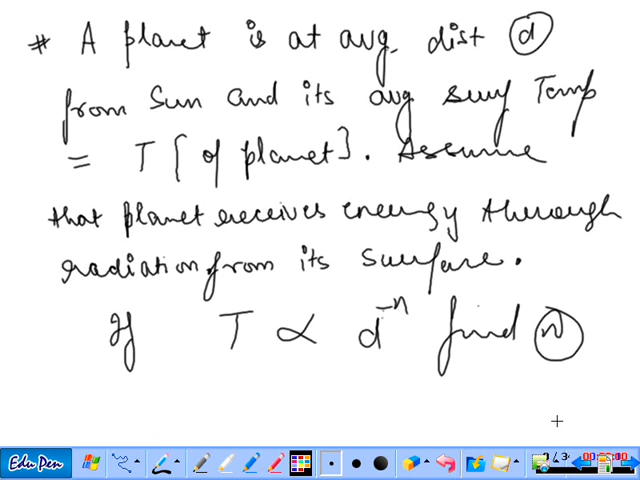 # A planet is at avg. dist d
from Sun and its avg surf Temp
= T [of planet]. Assume
that planet receives energy through
radiation from its surface.
If T ∝ d⁻ⁿ find n
Edu Pen